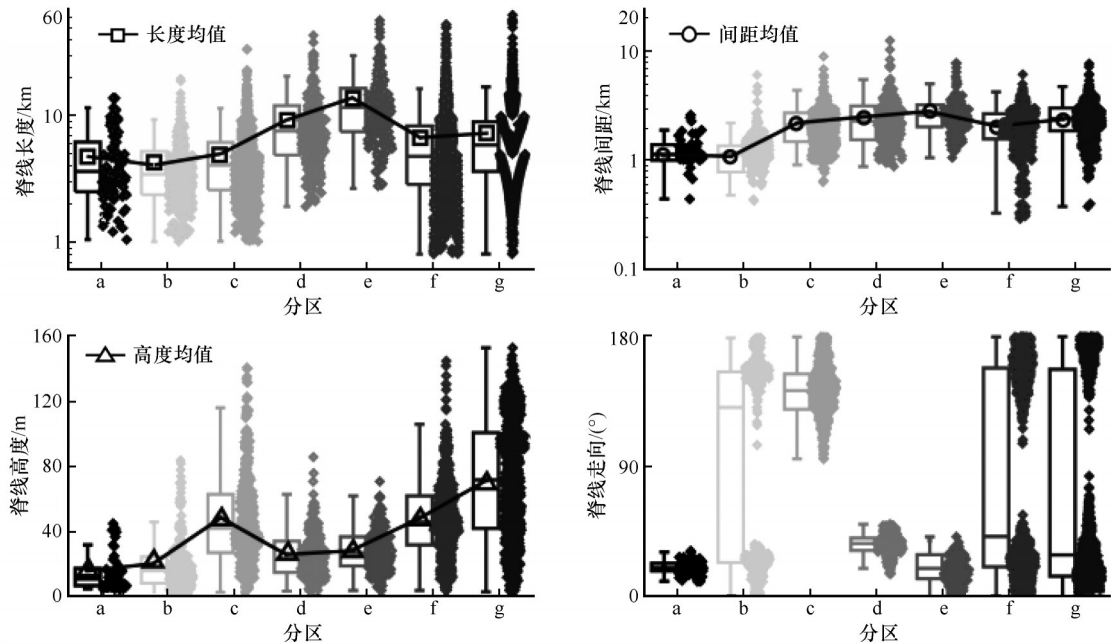 60
10
1
脊线长度/km
长度均值
a b c d e f g
分区
20
10
1
0.1
脊线间距/km
间距均值
a b c d e f g
分区
160
120
80
40
0
脊线高度/m
高度均值
a b c d e f g
分区
180
90
0
脊线走向/(°)
a b c d e f g
分区